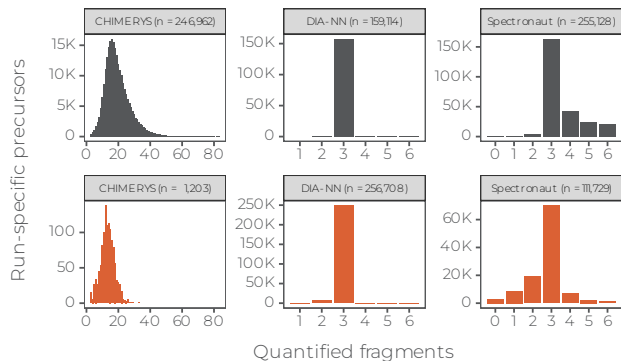 CHIMERYS (n = 246,962)
DIA-NN (n = 159,114)
Spectronaut (n = 255,128)
15K
10K
5K
0
0 20 40 60 80
150K
100K
50K
0
1 2 3 4 5 6
150K
100K
50K
0
0 1 2 3 4 5 6
Run-specific precursors
CHIMERYS (n = 1,203)
DIA-NN (n = 256,708)
Spectronaut (n = 111,729)
100
50
0
0 20 40 60 80
250K
200K
150K
100K
50K
0
1 2 3 4 5 6
60K
40K
20K
0
0 1 2 3 4 5 6
Quantified fragments